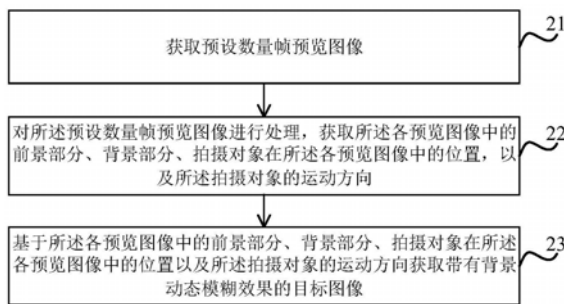 获取预设数量帧预览图像
21
对所述预设数量帧预览图像进行处理，获取所述各预览图像中的
前景部分、背景部分、拍摄对象在所述各预览图像中的位置，以
及所述拍摄对象的运动方向
22
基于所述各预览图像中的前景部分、背景部分、拍摄对象在所述
各预览图像中的位置以及所述拍摄对象的运动方向获取带有背景
动态模糊效果的目标图像
23